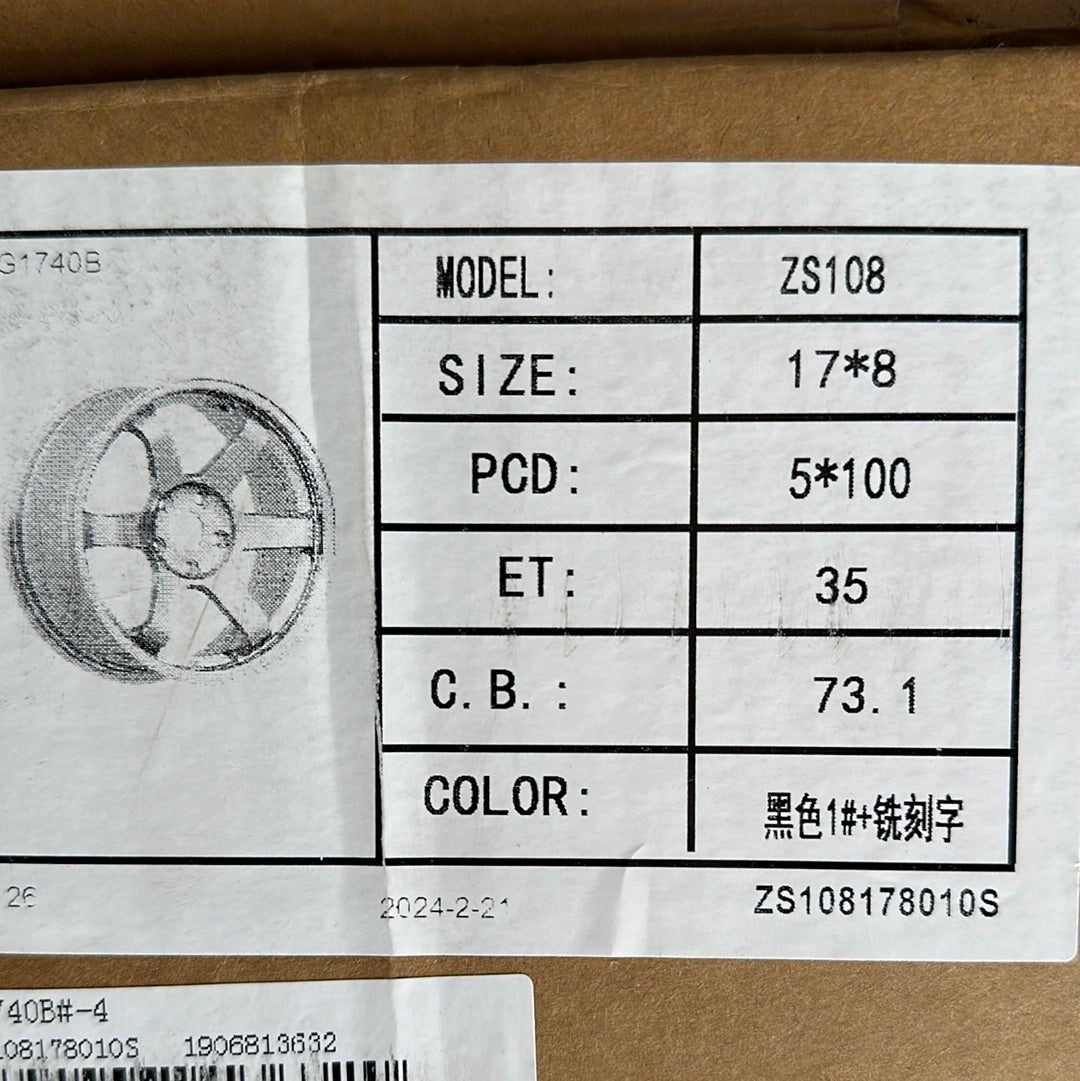 G1740B
MODEL: ZS108
SIZE: 17*8
PCD: 5*100
ET: 35
C.B.: 73.1
COLOR: 黑色1#+铣刻字
26 2024-2-21 ZS108178010S
740B#-4
108178010S 1906813632